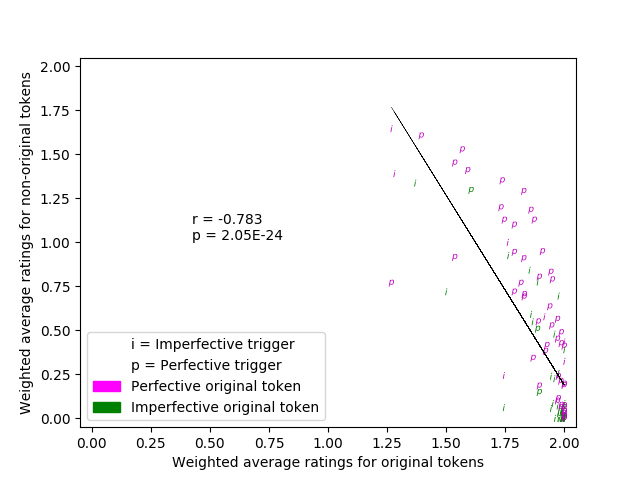 2.00
1.75
1.50
1.25
1.00
0.75
0.50
0.25
0.00
Weighted average ratings for non-original tokens
r = -0.783
p = 2.05E-24
i = Imperfective trigger
p = Perfective trigger
Perfective original token
Imperfective original token
0.00 0.25 0.50 0.75 1.00 1.25 1.50 1.75 2.00
Weighted average ratings for original tokens